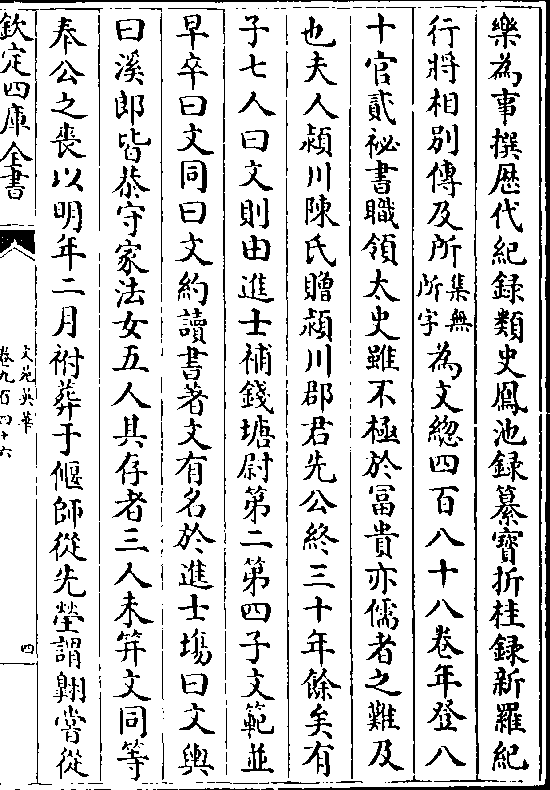 樂為事撰歴代紀録類史鳳池録纂寳折桂録新羅紀
行將相别傳及所集無所字為文緫四百八十八卷年登八
十官貳祕書職領太史雖不極於冨貴亦儒者之難及
也夫人潁川陳氏贈潁川郡君先公終三十年餘矣有
子七人曰文則由進士補錢塘尉第二第四子文範並
早卒曰文同曰文約讀書著文有名於進士塲曰文輿
曰溪郎皆恭守家法女五人具存者三人未笄文同等
奉公之喪以明年二月祔葬于偃師從先塋謂翺嘗從
欽定四庫全書
文苑英華
卷九百四十六
四